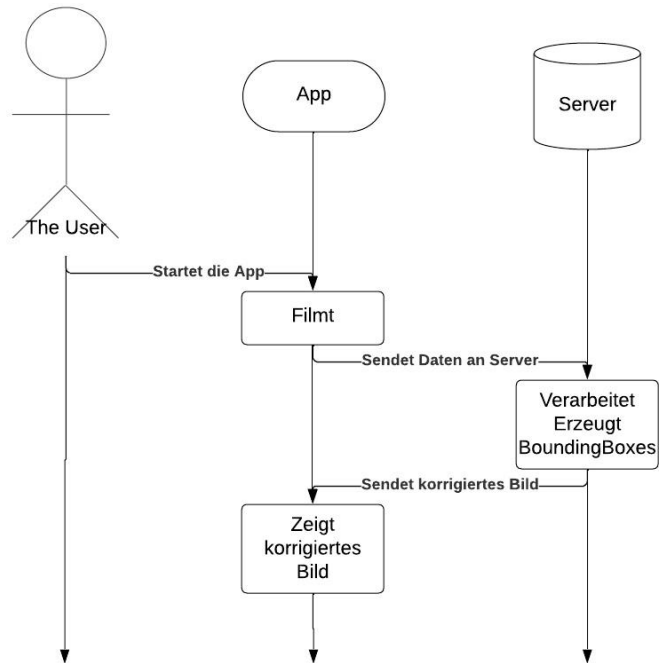 App
Server
The User
Startet die App
Filmt
Sendet Daten an Server
Verarbeitet
Erzeugt
BoundingBoxes
Sendet korrigiertes Bild
Zeigt
korrigiertes
Bild